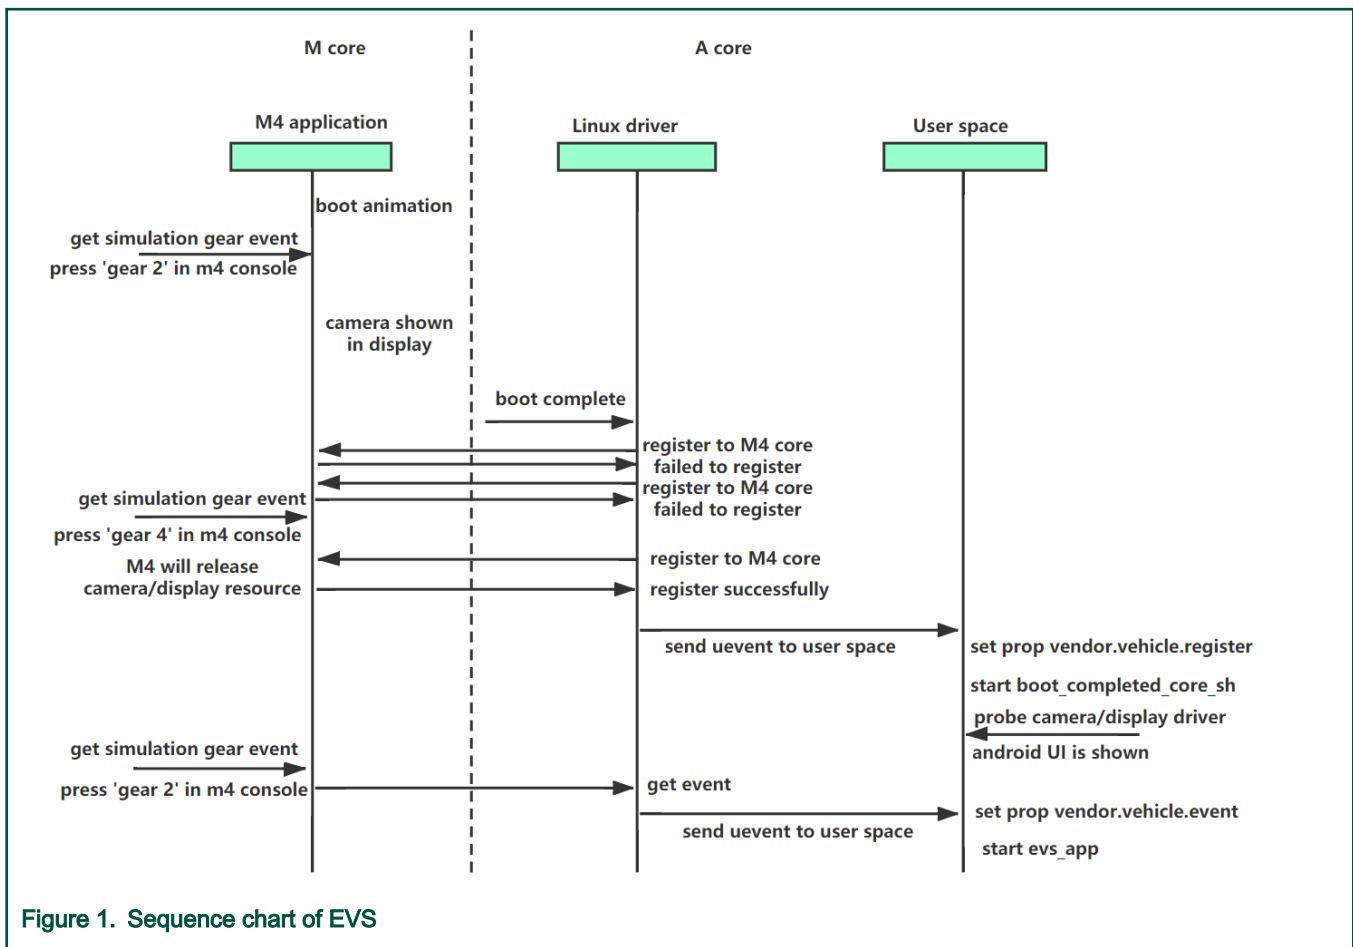 M core
A core
M4 application
Linux driver
User space
boot animation
get simulation gear event
press 'gear 2' in m4 console
camera shown
in display
boot complete
register to M4 core
failed to register
register to M4 core
failed to register
get simulation gear event
press 'gear 4' in m4 console
register to M4 core
M4 will release
camera/display resource
register successfully
send uevent to user space
set prop vendor.vehicle.register
start boot_completed_core_sh
probe camera/display driver
android UI is shown
get simulation gear event
press 'gear 2' in m4 console
get event
send uevent to user space
set prop vendor.vehicle.event
start evs_app
Figure 1. Sequence chart of EVS